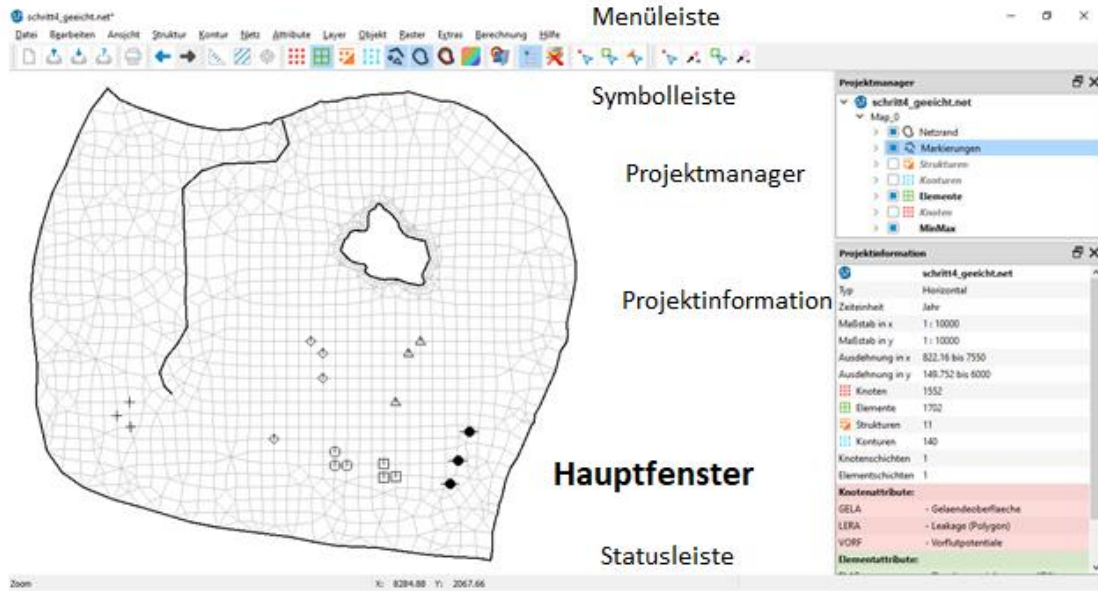 schritt4_geeicht.net*
Menüleiste
Datei Bearbeiten Ansicht Struktur Kontur Netz Attribute Layer Objekt Raster Extras Berechnung Hilfe
Symbolleiste
Projektmanager
Projektmanager
schritt4_geeicht.net
Map_0
Netzrand
Markierungen
Strukturen
Konturen
Elemente
Knoten
MinMax
Projektinformation
Projektinformation
schritt4_geeicht.net
Typ Horizontal
Zeiteinheit Jahr
Maßstab in x 1 : 10000
Maßstab in y 1 : 10000
Ausdehnung in x 822.16 bis 7550
Ausdehnung in y 149.752 bis 6000
Knoten 1552
Elemente 1702
Strukturen 11
Konturen 140
Knotenschichten 1
Elementschichten 1
Knotenattribute:
GELA - Gelaendeoberflaeche
LERA - Leakage (Polygon)
VORF - Vorflutpotentiale
Elementattribute:
Hauptfenster
Statusleiste
Zoom X: 8284.88 Y: 2067.66